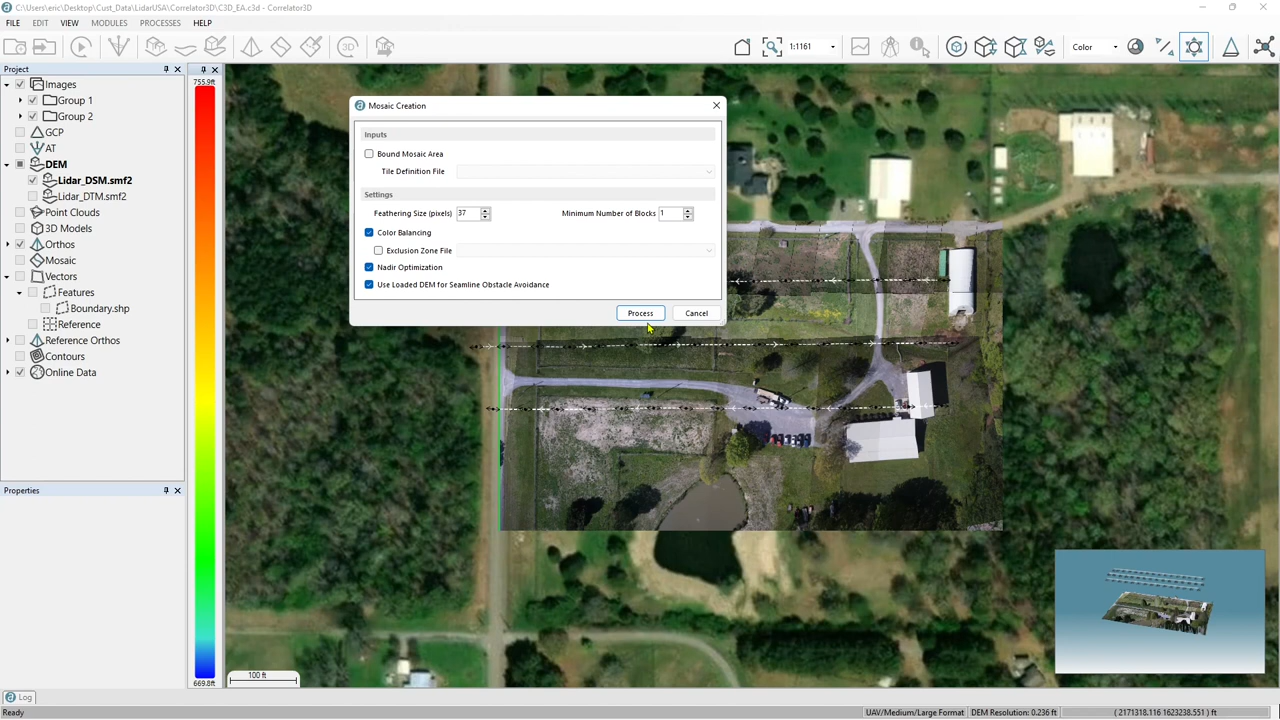 C:\Users\eric\Desktop\Cust_Data\LidarUSA\Correlator3D\C3D_EA.c3d - Correlator3D
FILE EDIT VIEW MODULES PROCESSES HELP
1:1161 Color
Project
Images
Group 1
Group 2
GCP
AT
DEM
Lidar_DSM.smf2
Lidar_DTM.smf2
Point Clouds
3D Models
Orthos
Mosaic
Vectors
Features
Boundary.shp
Reference
Reference Orthos
Contours
Online Data
Properties
755.9ft
669.8ft
Mosaic Creation
Inputs
Bound Mosaic Area
Tile Definition File
Settings
Feathering Size (pixels) 37 Minimum Number of Blocks 1
Color Balancing
Exclusion Zone File
Nadir Optimization
Use Loaded DEM for Seamline Obstacle Avoidance
Process Cancel
100 ft
Log
Ready UAV/Medium/Large Format DEM Resolution: 0.236 ft ( 2171318.116 1623238.551 ) ft